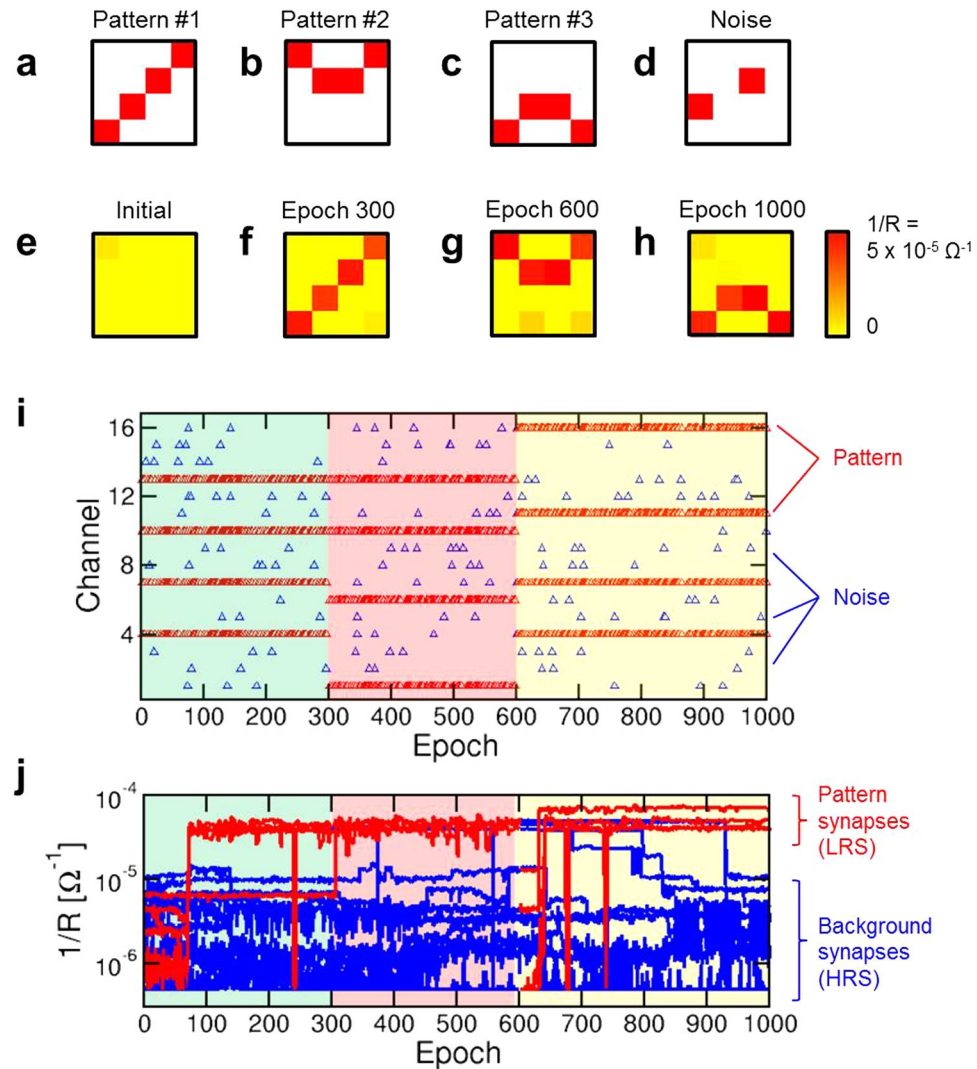 Pattern #1
Pattern #2
Pattern #3
Noise
a
b
c
d
Initial
Epoch 300
Epoch 600
Epoch 1000
e
f
g
h
1/R =
5 x 10⁻⁵ Ω⁻¹
0
i
Channel
16
12
8
4
0 100 200 300 400 500 600 700 800 900 1000
Epoch
Pattern
Noise
j
1/R [Ω⁻¹]
10⁻⁴
10⁻⁵
10⁻⁶
0 100 200 300 400 500 600 700 800 900 1000
Epoch
Pattern
synapses
(LRS)
Background
synapses
(HRS)